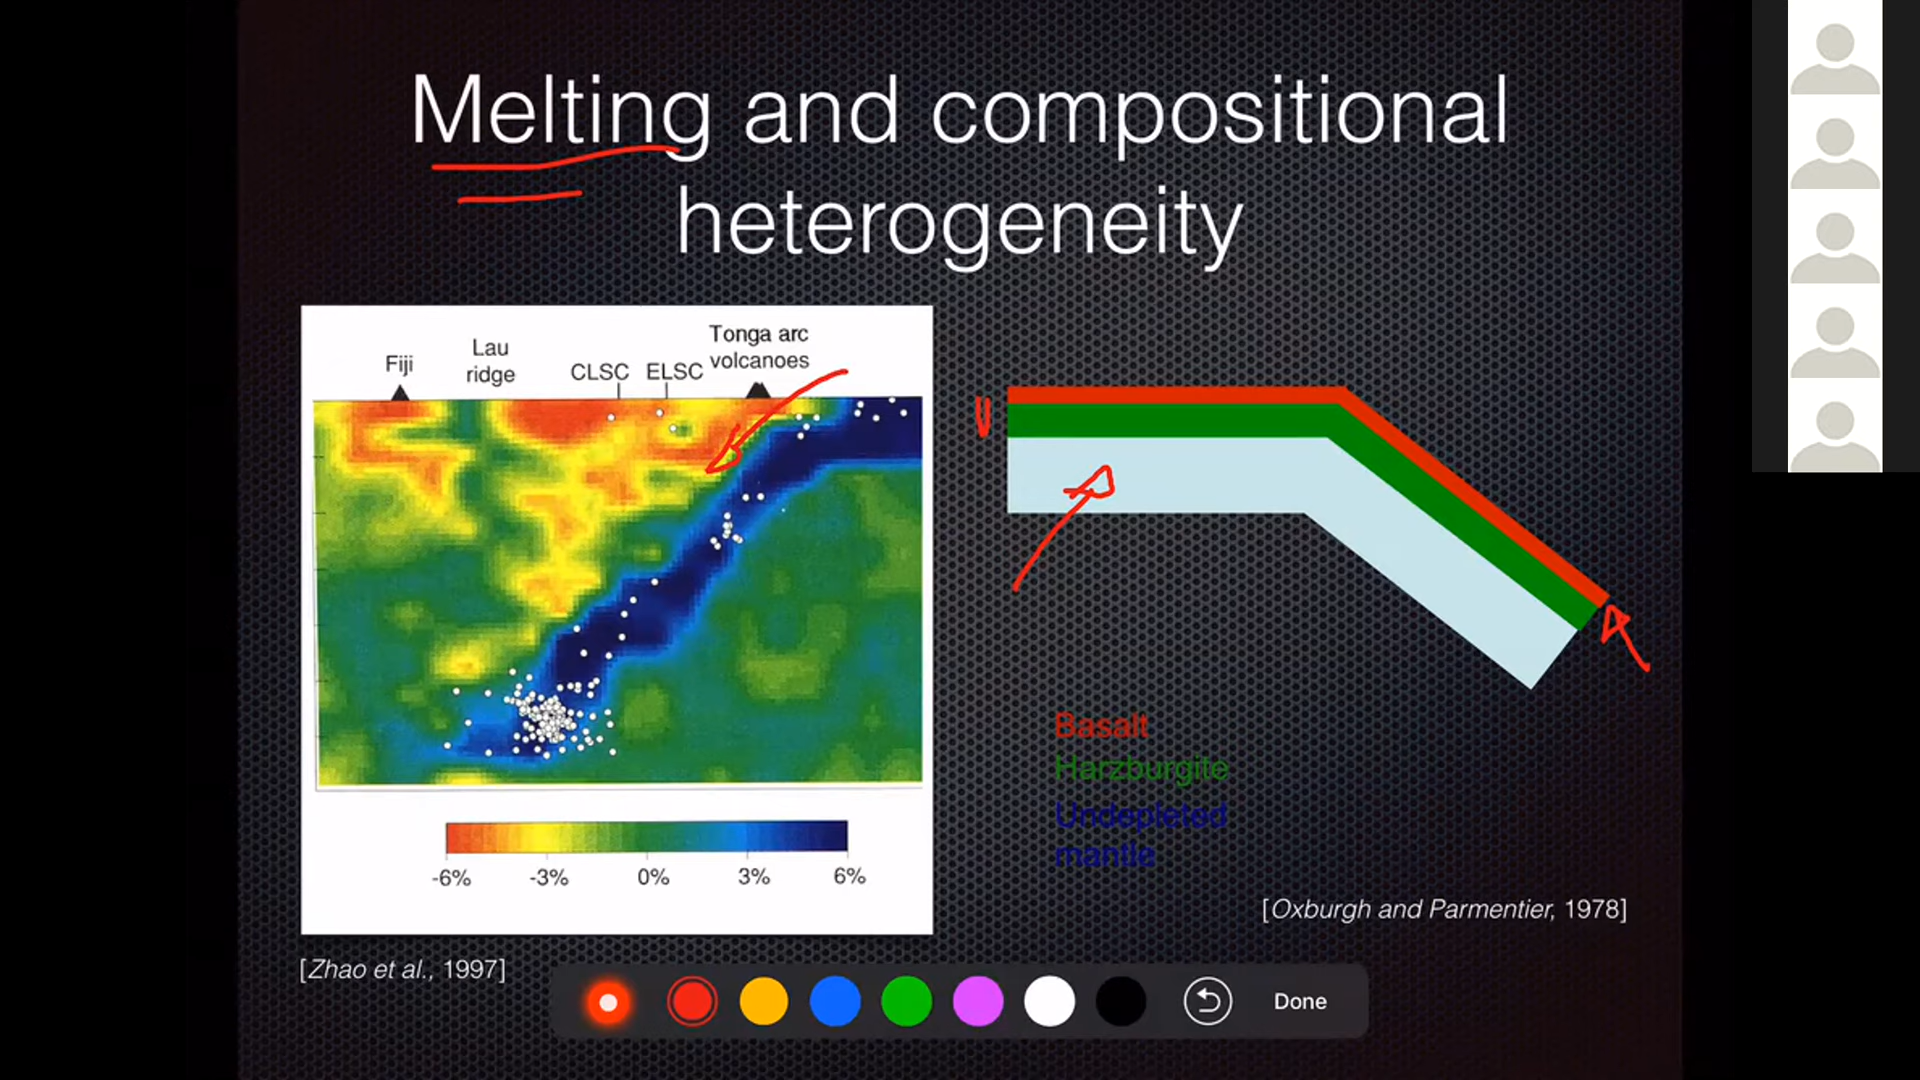 Melting and compositional
heterogeneity
Fiji
Lau
ridge
CLSC
ELSC
Tonga arc
volcanoes
-6%
-3%
0%
3%
6%
[Zhao et al., 1997]
Basalt
Harzburgite
Undepleted
mantle
[Oxburgh and Parmentier, 1978]
Done